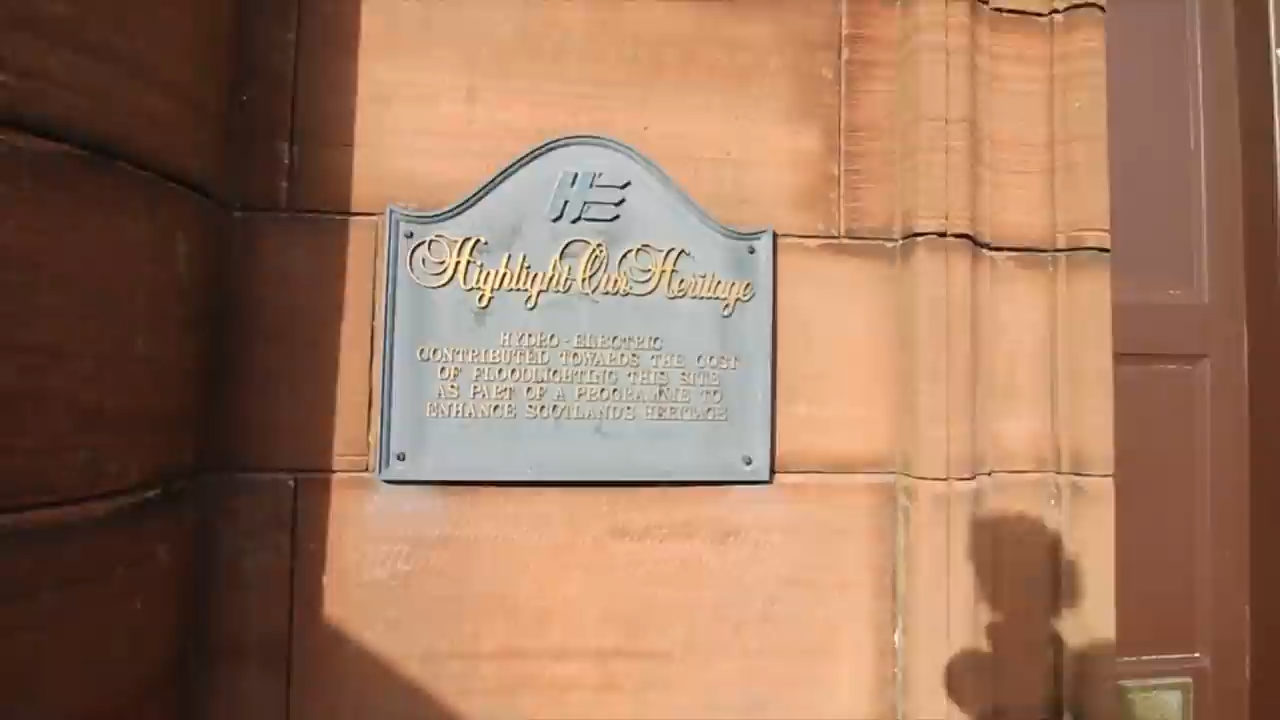 HE
Highlight Our Heritage
HYDRO-ELECTRIC
CONTRIBUTED TOWARDS THE COST
OF FLOODLIGHTING THIS SITE
AS PART OF A PROGRAMME TO
ENHANCE SCOTLANDS HERITAGE